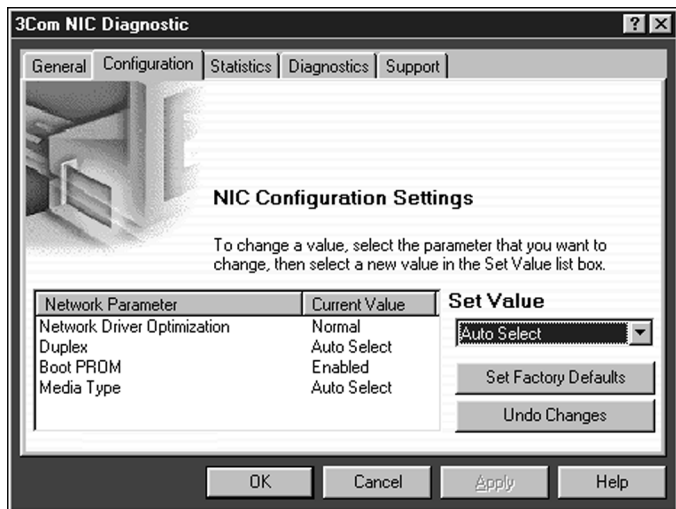 3Com NIC Diagnostic
General Configuration Statistics Diagnostics Support
NIC Configuration Settings
To change a value, select the parameter that you want to
change, then select a new value in the Set Value list box.
Network Parameter Current Value
Set Value
Network Driver Optimization Normal
Duplex Auto Select
Boot PROM Enabled
Media Type Auto Select
Auto Select
Set Factory Defaults
Undo Changes
OK Cancel Apply Help